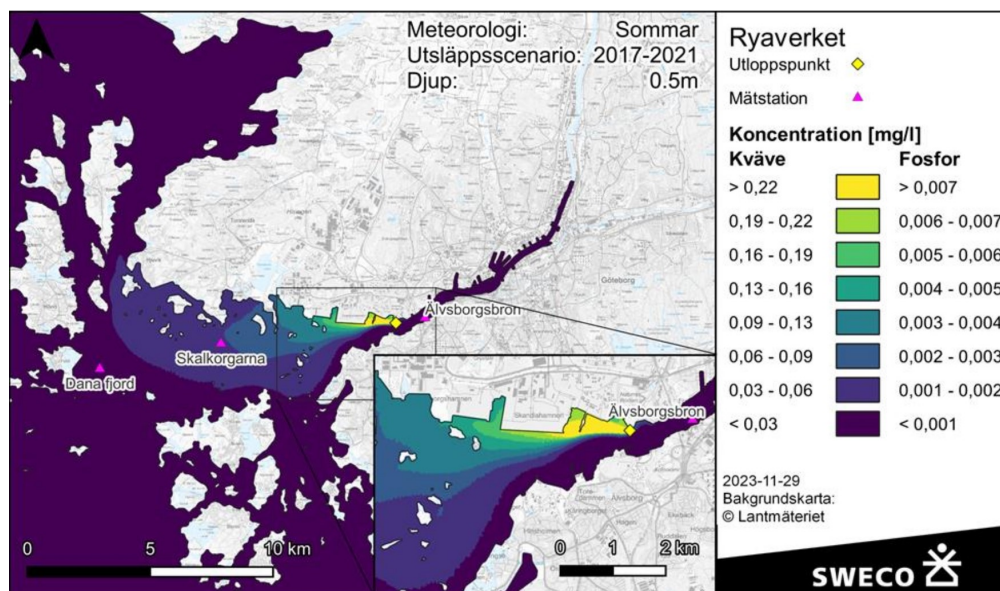 Meteorologi: Sommar
Utsläppsscenario: 2017-2021
Djup: 0.5m
Göteborg
Älvsborgsbron
Skalkorgarna
Dana fjord
Skandiahamnen
Älvsborgsbron
0 5 10 km
0 1 2 km
Ryaverket
Utloppspunkt
Mätstation
Koncentration [mg/l]
Kväve Fosfor
> 0,22 > 0,007
0,19 - 0,22 0,006 - 0,007
0,16 - 0,19 0,005 - 0,006
0,13 - 0,16 0,004 - 0,005
0,09 - 0,13 0,003 - 0,004
0,06 - 0,09 0,002 - 0,003
0,03 - 0,06 0,001 - 0,002
< 0,03 < 0,001
2023-11-29
Bakgrundskarta:
© Lantmäteriet
SWECO